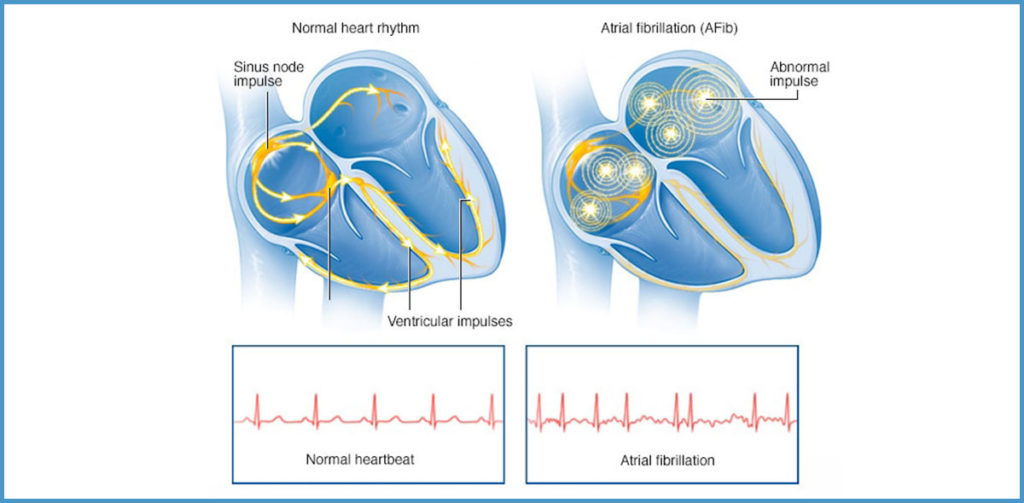 Normal heart rhythm
Atrial fibrillation (AFib)
Sinus node
impulse
Abnormal
impulse
Ventricular impulses
Normal heartbeat
Atrial fibrillation